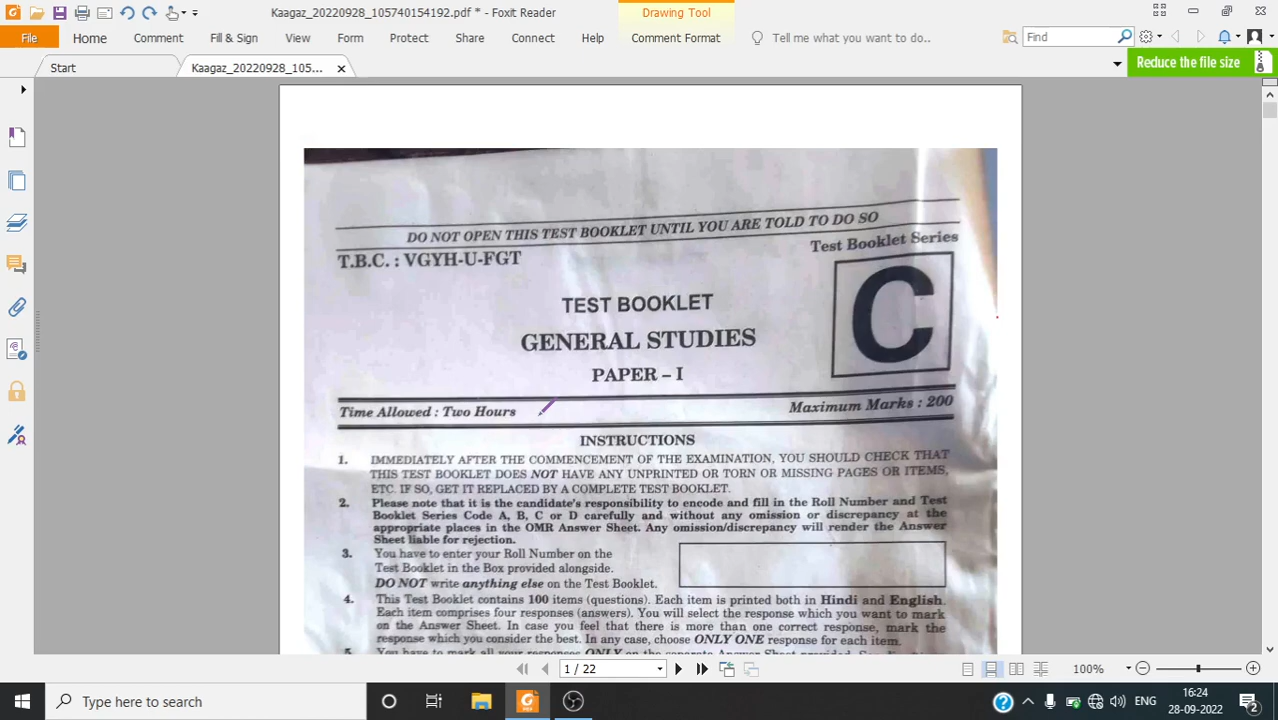 Kaagaz_20220928_105740154192.pdf * - Foxit Reader
Drawing Tool
File
Home
Comment
Fill & Sign
View
Form
Protect
Share
Connect
Help
Comment Format
Tell me what you want to do..
Find
Start
Kaagaz_20220928_105...
Reduce the file size
DO NOT OPEN THIS TEST BOOKLET UNTIL YOU ARE TOLD TO DO SO
T.B.C. : VGYH-U-FGT
Test Booklet Series
C
TEST BOOKLET
GENERAL STUDIES
PAPER – I
Time Allowed : Two Hours
Maximum Marks : 200
INSTRUCTIONS
1. IMMEDIATELY AFTER THE COMMENCEMENT OF THE EXAMINATION, YOU SHOULD CHECK THAT
THIS TEST BOOKLET DOES NOT HAVE ANY UNPRINTED OR TORN OR MISSING PAGES OR ITEMS,
ETC. IF SO, GET IT REPLACED BY A COMPLETE TEST BOOKLET.
2. Please note that it is the candidate's responsibility to encode and fill in the Roll Number and Test
Booklet Series Code A, B, C or D carefully and without any omission or discrepancy at the
appropriate places in the OMR Answer Sheet. Any omission/discrepancy will render the Answer
Sheet liable for rejection.
3. You have to enter your Roll Number on the
Test Booklet in the Box provided alongside.
DO NOT write anything else on the Test Booklet.
4. This Test Booklet contains 100 items (questions). Each item is printed both in Hindi and English.
Each item comprises four responses (answers). You will select the response which you want to mark
on the Answer Sheet. In case you feel that there is more than one correct response, mark the
response which you consider the best. In any case, choose ONLY ONE response for each item.
5. You have to mark all your responses ONLY on the separate Answer Sheet provided.
1 / 22
100%
Type here to search
ENG
16:24
28-09-2022
2